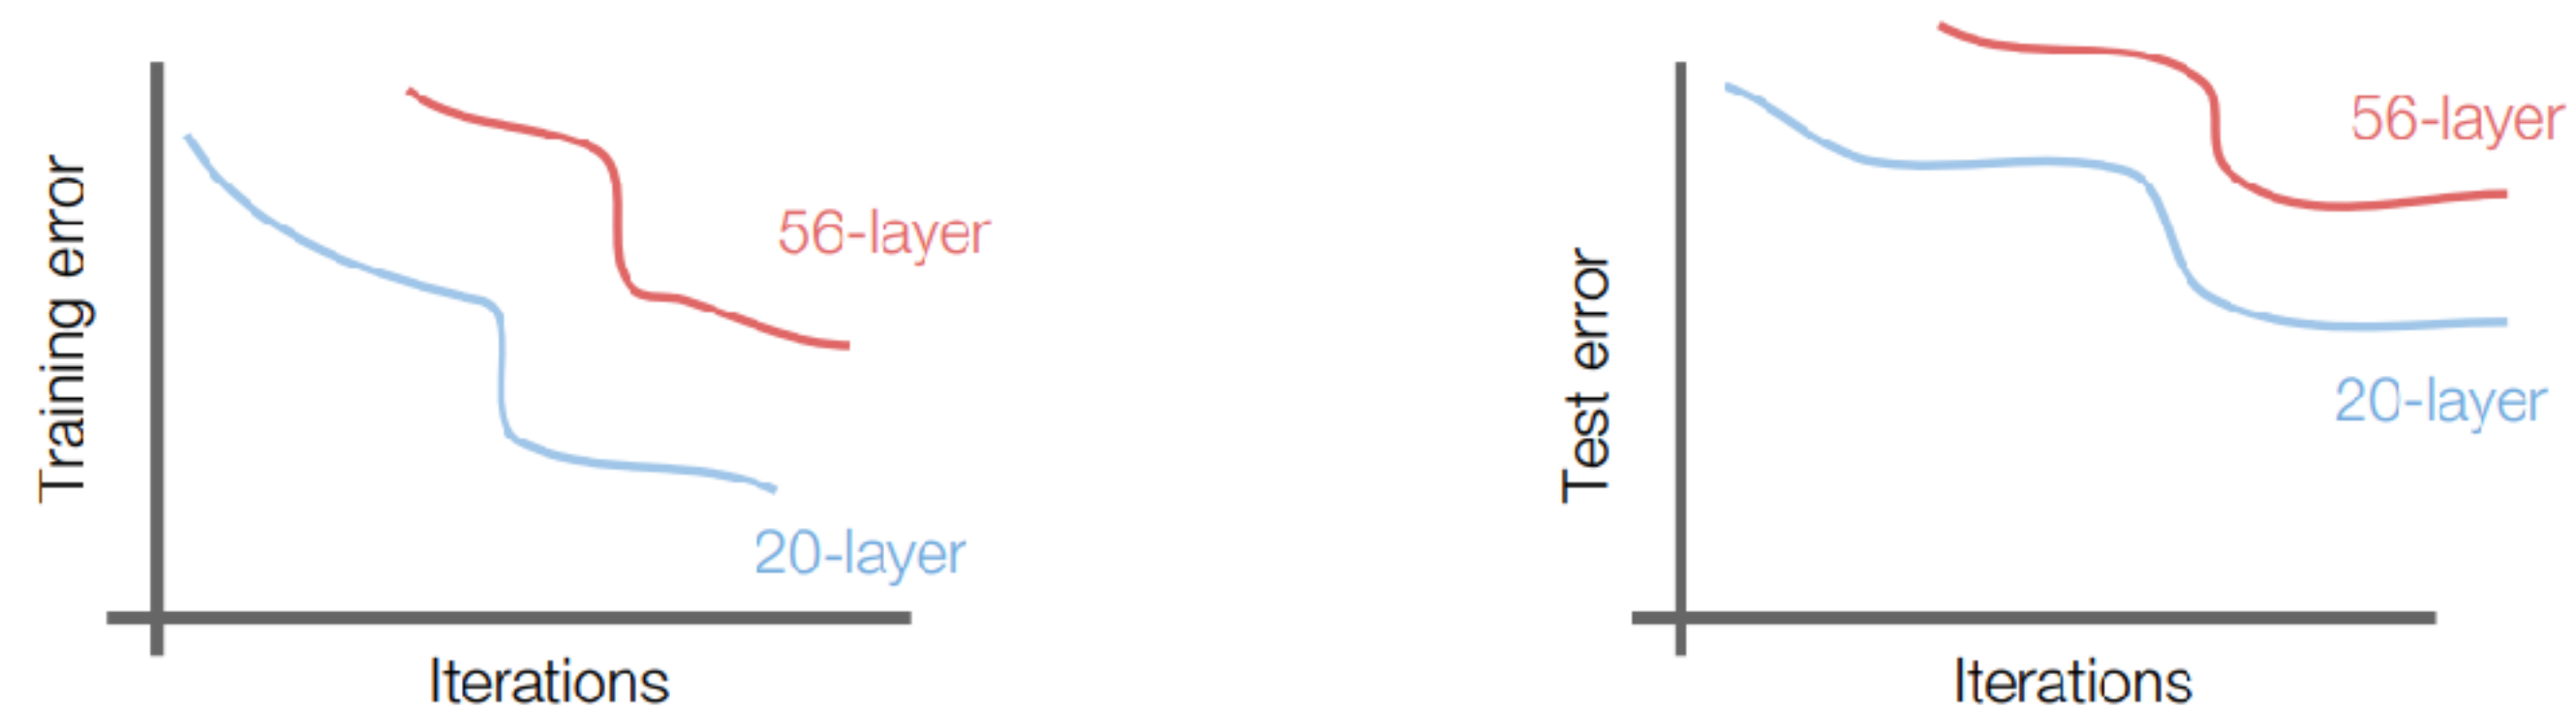 Training error
56-layer
20-layer
Iterations
Test error
56-layer
20-layer
Iterations